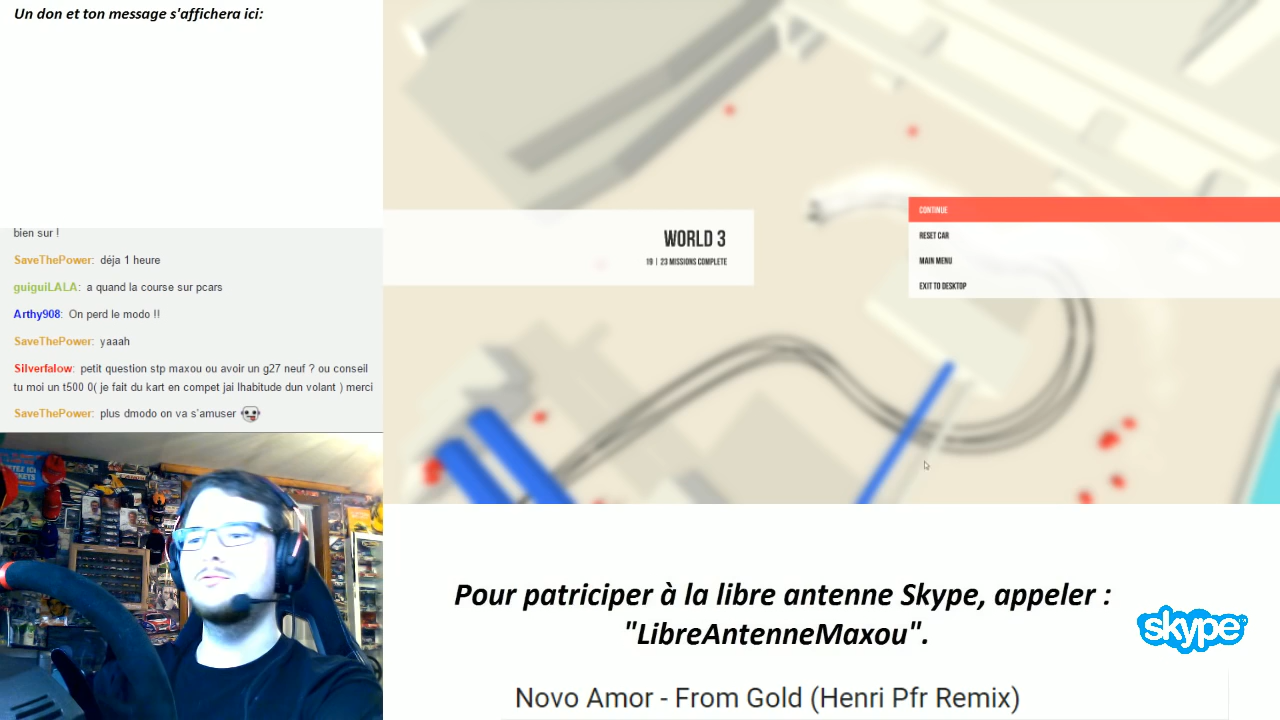 Un don et ton message s'affichera ici:
bien sur !
SaveThePower: déja 1 heure
guiguiLALA: a quand la course sur pcars
Arthy908: On perd le modo !!
SaveThePower: yaaah
Silverfalow: petit question stp maxou ou avoir un g27 neuf ? ou conseil
tu moi un t500 0( je fait du kart en compet jai lhabitude dun volant ) merci
SaveThePower: plus dmodo on va s'amuser
WORLD 3
19 | 23 MISSIONS COMPLETE
CONTINUE
RESET CAR
MAIN MENU
EXIT TO DESKTOP
Pour patriciper à la libre antenne Skype, appeler :
"LibreAntenneMaxou".
skype
Novo Amor - From Gold (Henri Pfr Remix)